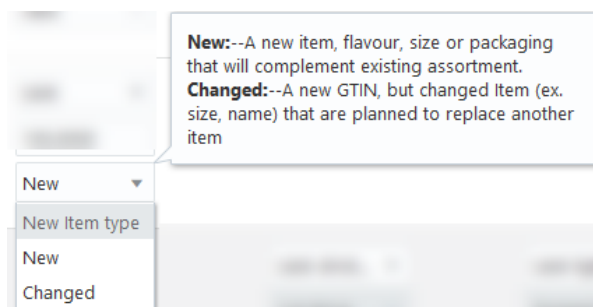 New:--A new item, flavour, size or packaging
that will complement existing assortment.
Changed:--A new GTIN, but changed Item (ex.
size, name) that are planned to replace another
item
New
New Item type
New
Changed